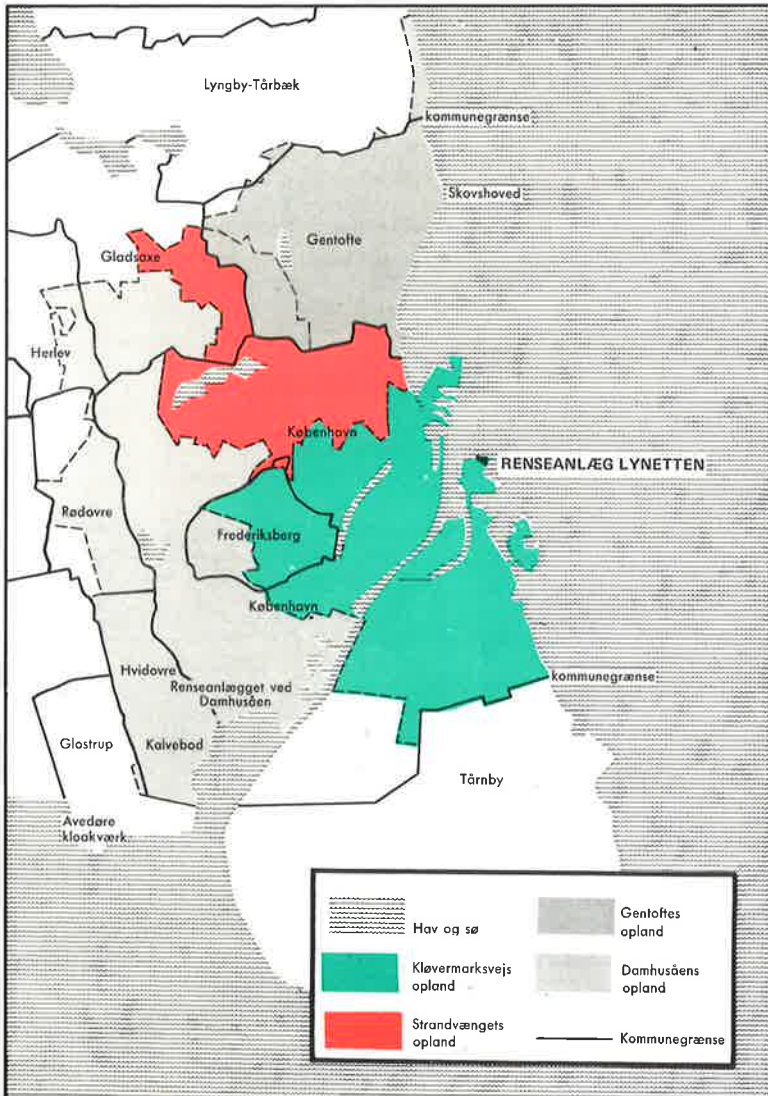 Lyngby-Tårbæk
kommunegrænse
Skovshoved
Gentofte
Gladsaxe
Herlev
København
RENSEANLÆG LYNETTEN
Rødovre
Frederiksberg
København
Hvidovre
Renseanlægget ved
Damhusåen
kommunegrænse
Glostrup
Kalvebod
Tårnby
Avedøre
kloakværk
Hav og sø
Gentoftes
opland
Kløvermarksvejs
opland
Damhusåens
opland
Strandvængets
opland
Kommunegrænse